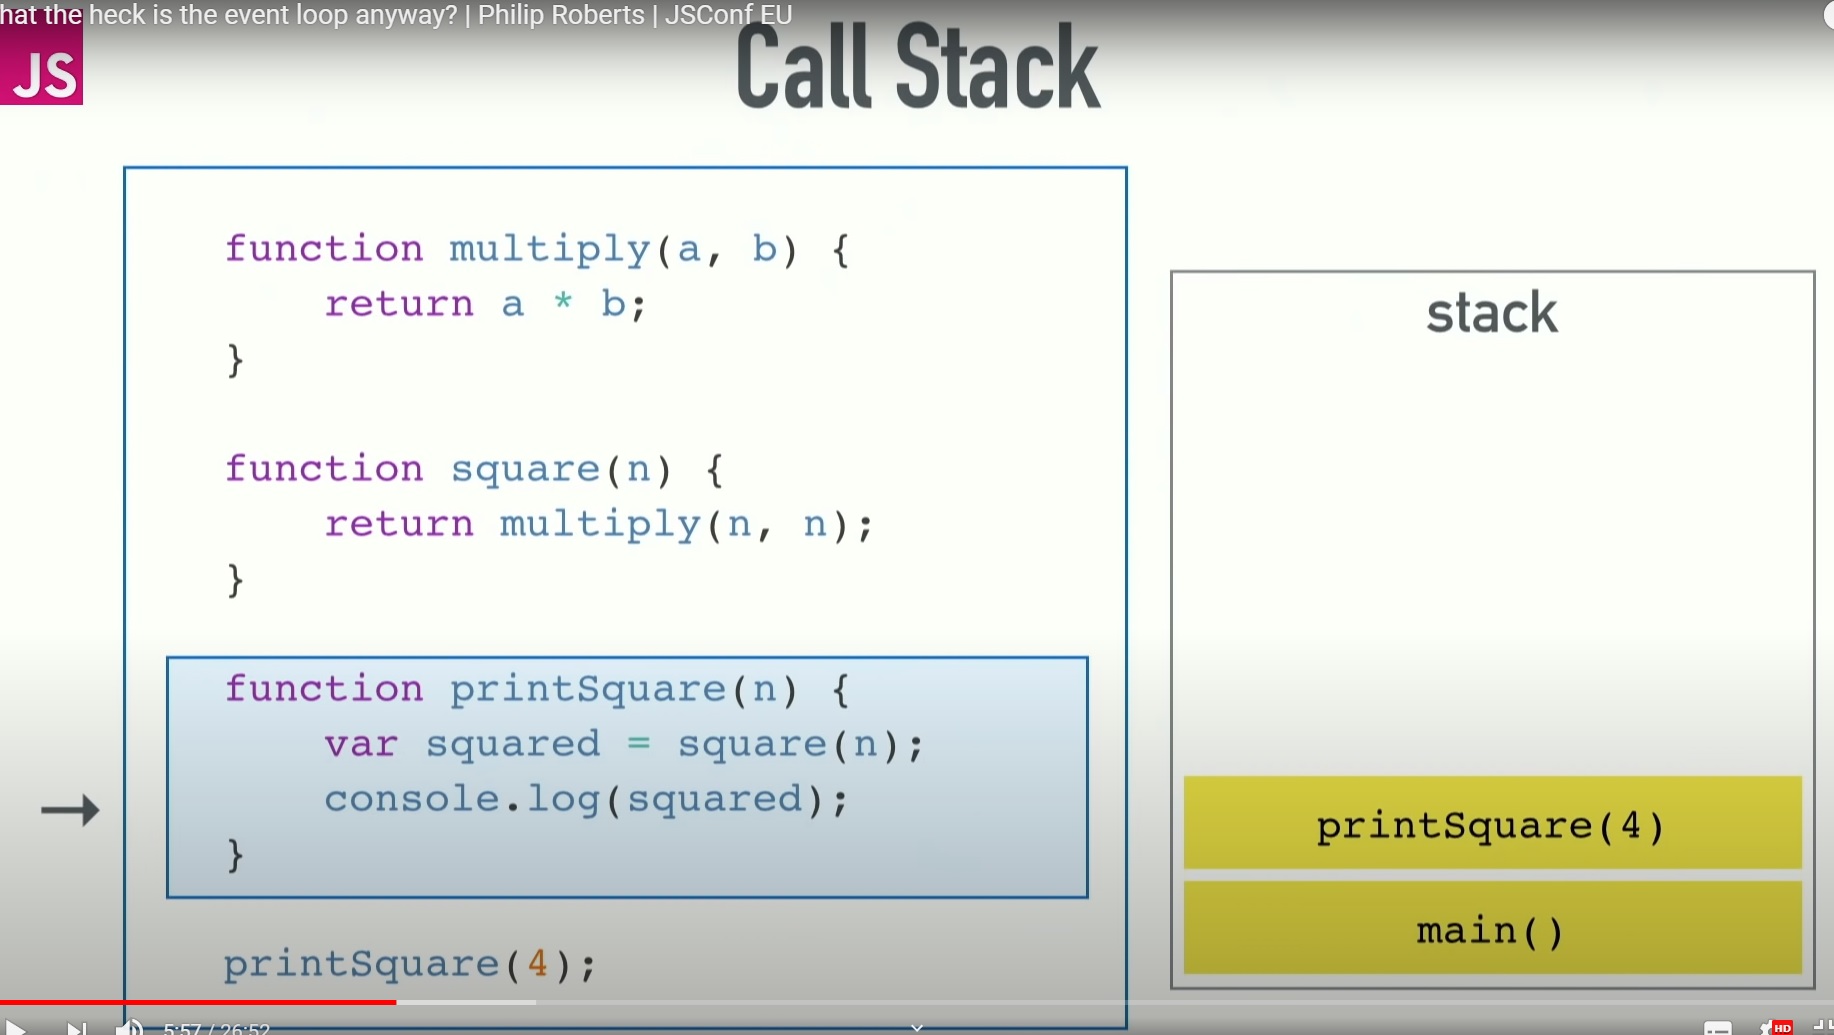 hat the heck is the event loop anyway? | Philip Roberts | JSConf EU
JS
Call Stack
function multiply(a, b) {
    return a * b;
}
function square(n) {
    return multiply(n, n);
}
function printSquare(n) {
    var squared = square(n);
    console.log(squared);
}
printSquare(4);
stack
printSquare(4)
main()
5:57 / 26:52
HD